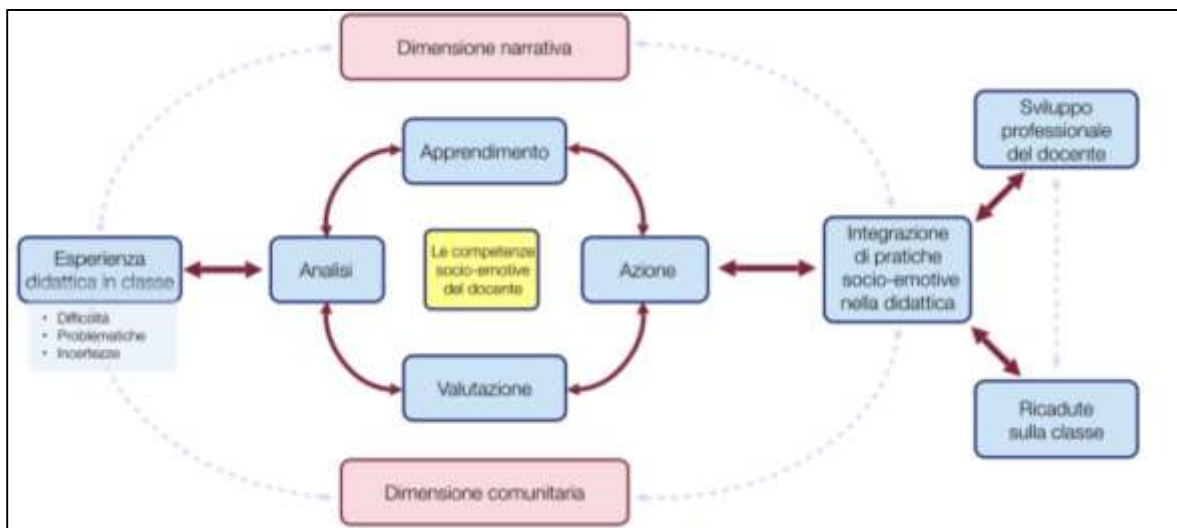 Dimensione narrativa
Sviluppo
professionale
del docente
Apprendimento
Esperienza
didattica in classe
• Difficoltà
• Problematiche
• Incertezze
Analisi
Le competenze
socio-emotive
del docente
Azione
Integrazione
di pratiche
socio-emotive
nella didattica
Valutazione
Ricadute
sulla classe
Dimensione comunitaria